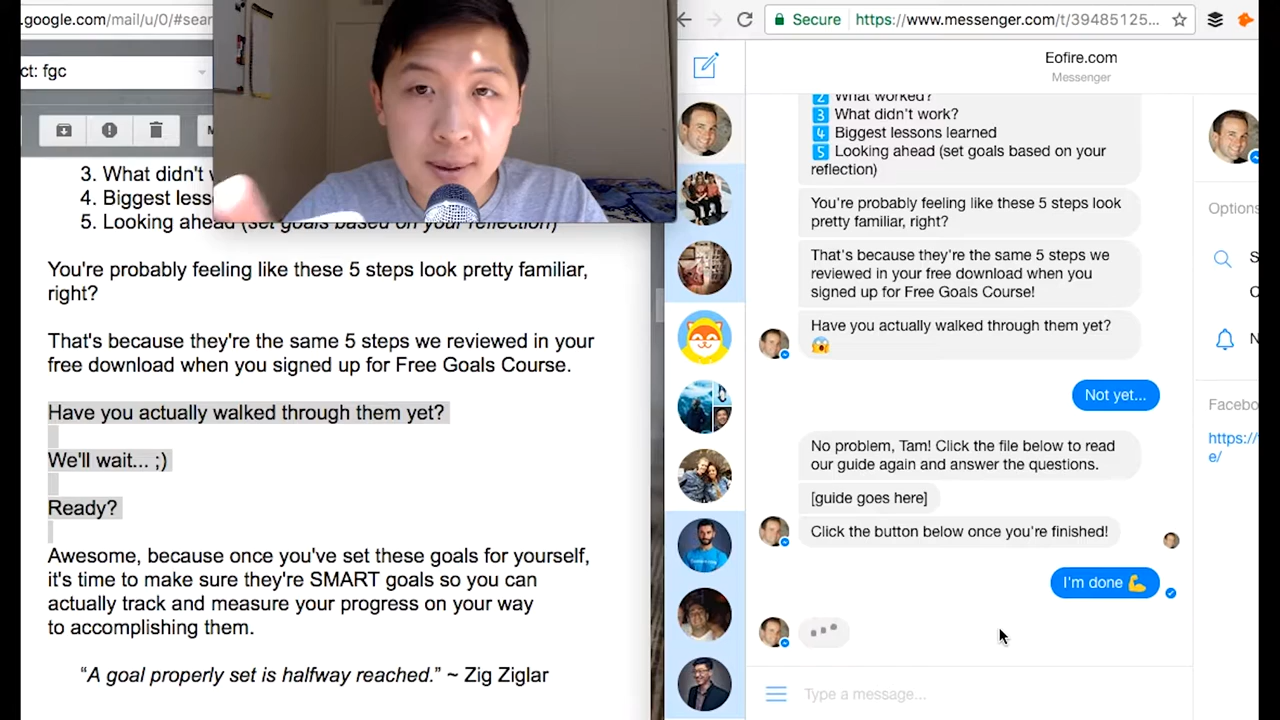 .google.com/mail/u/0/#sear
Secure https://www.messenger.com/t/39485125...
ct: fgc
Eofire.com
Messenger
3. What didn't
4. Biggest less
5. Looking ahead (set goals based on your reflection)
You're probably feeling like these 5 steps look pretty familiar,
right?
That's because they're the same 5 steps we reviewed in your
free download when you signed up for Free Goals Course.
Have you actually walked through them yet?
We'll wait... ;)
Ready?
Awesome, because once you've set these goals for yourself,
it's time to make sure they're SMART goals so you can
actually track and measure your progress on your way
to accomplishing them.
“A goal properly set is halfway reached.” ~ Zig Ziglar
2 What worked?
3 What didn't work?
4 Biggest lessons learned
5 Looking ahead (set goals based on your
reflection)
You're probably feeling like these 5 steps look
pretty familiar, right?
That's because they're the same 5 steps we
reviewed in your free download when you
signed up for Free Goals Course!
Have you actually walked through them yet?
😱
Not yet...
No problem, Tam! Click the file below to read
our guide again and answer the questions.
[guide goes here]
Click the button below once you're finished!
I'm done 💪
Type a message...
Options
S
C
N
Facebo
https://
e/